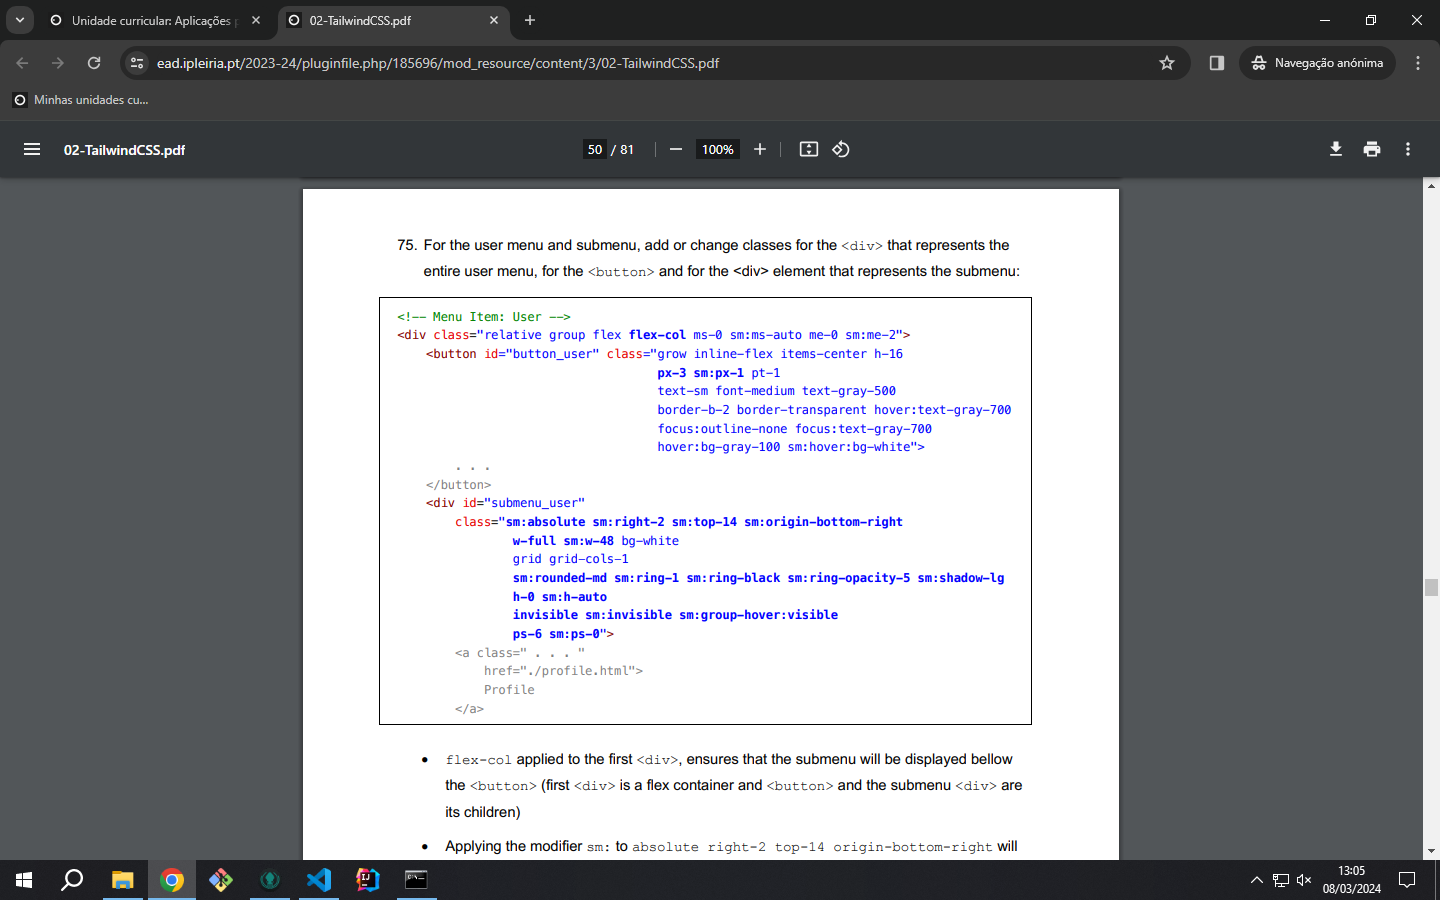 Unidade curricular: Aplicações p
02-TailwindCSS.pdf
ead.ipleiria.pt/2023-24/pluginfile.php/185696/mod_resource/content/3/02-TailwindCSS.pdf
Navegação anónima
Minhas unidades cu...
02-TailwindCSS.pdf
50 / 81
100%
75. For the user menu and submenu, add or change classes for the <div> that represents the
entire user menu, for the <button> and for the <div> element that represents the submenu:
<!-- Menu Item: User -->
<div class="relative group flex flex-col ms-0 sm:ms-auto me-0 sm:me-2">
<button id="button_user" class="grow inline-flex items-center h-16
px-3 sm:px-1 pt-1
text-sm font-medium text-gray-500
border-b-2 border-transparent hover:text-gray-700
focus:outline-none focus:text-gray-700
hover:bg-gray-100 sm:hover:bg-white">
. . .
</button>
<div id="submenu_user"
class="sm:absolute sm:right-2 sm:top-14 sm:origin-bottom-right
w-full sm:w-48 bg-white
grid grid-cols-1
sm:rounded-md sm:ring-1 sm:ring-black sm:ring-opacity-5 sm:shadow-lg
h-0 sm:h-auto
invisible sm:invisible sm:group-hover:visible
ps-6 sm:ps-0">
<a class=" . . . "
href="./profile.html">
Profile
</a>
• flex-col applied to the first <div>, ensures that the submenu will be displayed bellow
the <button> (first <div> is a flex container and <button> and the submenu <div> are
its children)
• Applying the modifier sm: to absolute right-2 top-14 origin-bottom-right will
13:05
08/03/2024